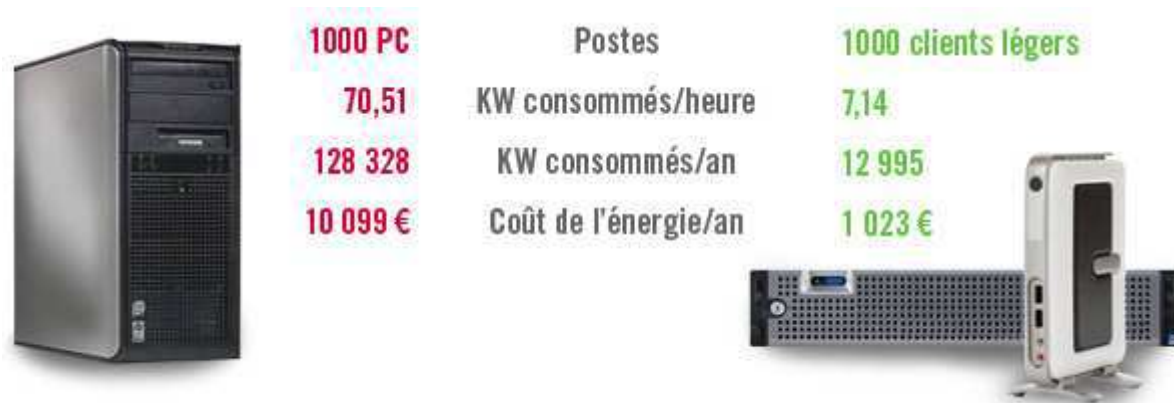 1000 PC Postes 1000 clients légers
70,51 KW consommés/heure 7,14
128 328 KW consommés/an 12 995
10 099 € Coût de l'énergie/an 1 023 €